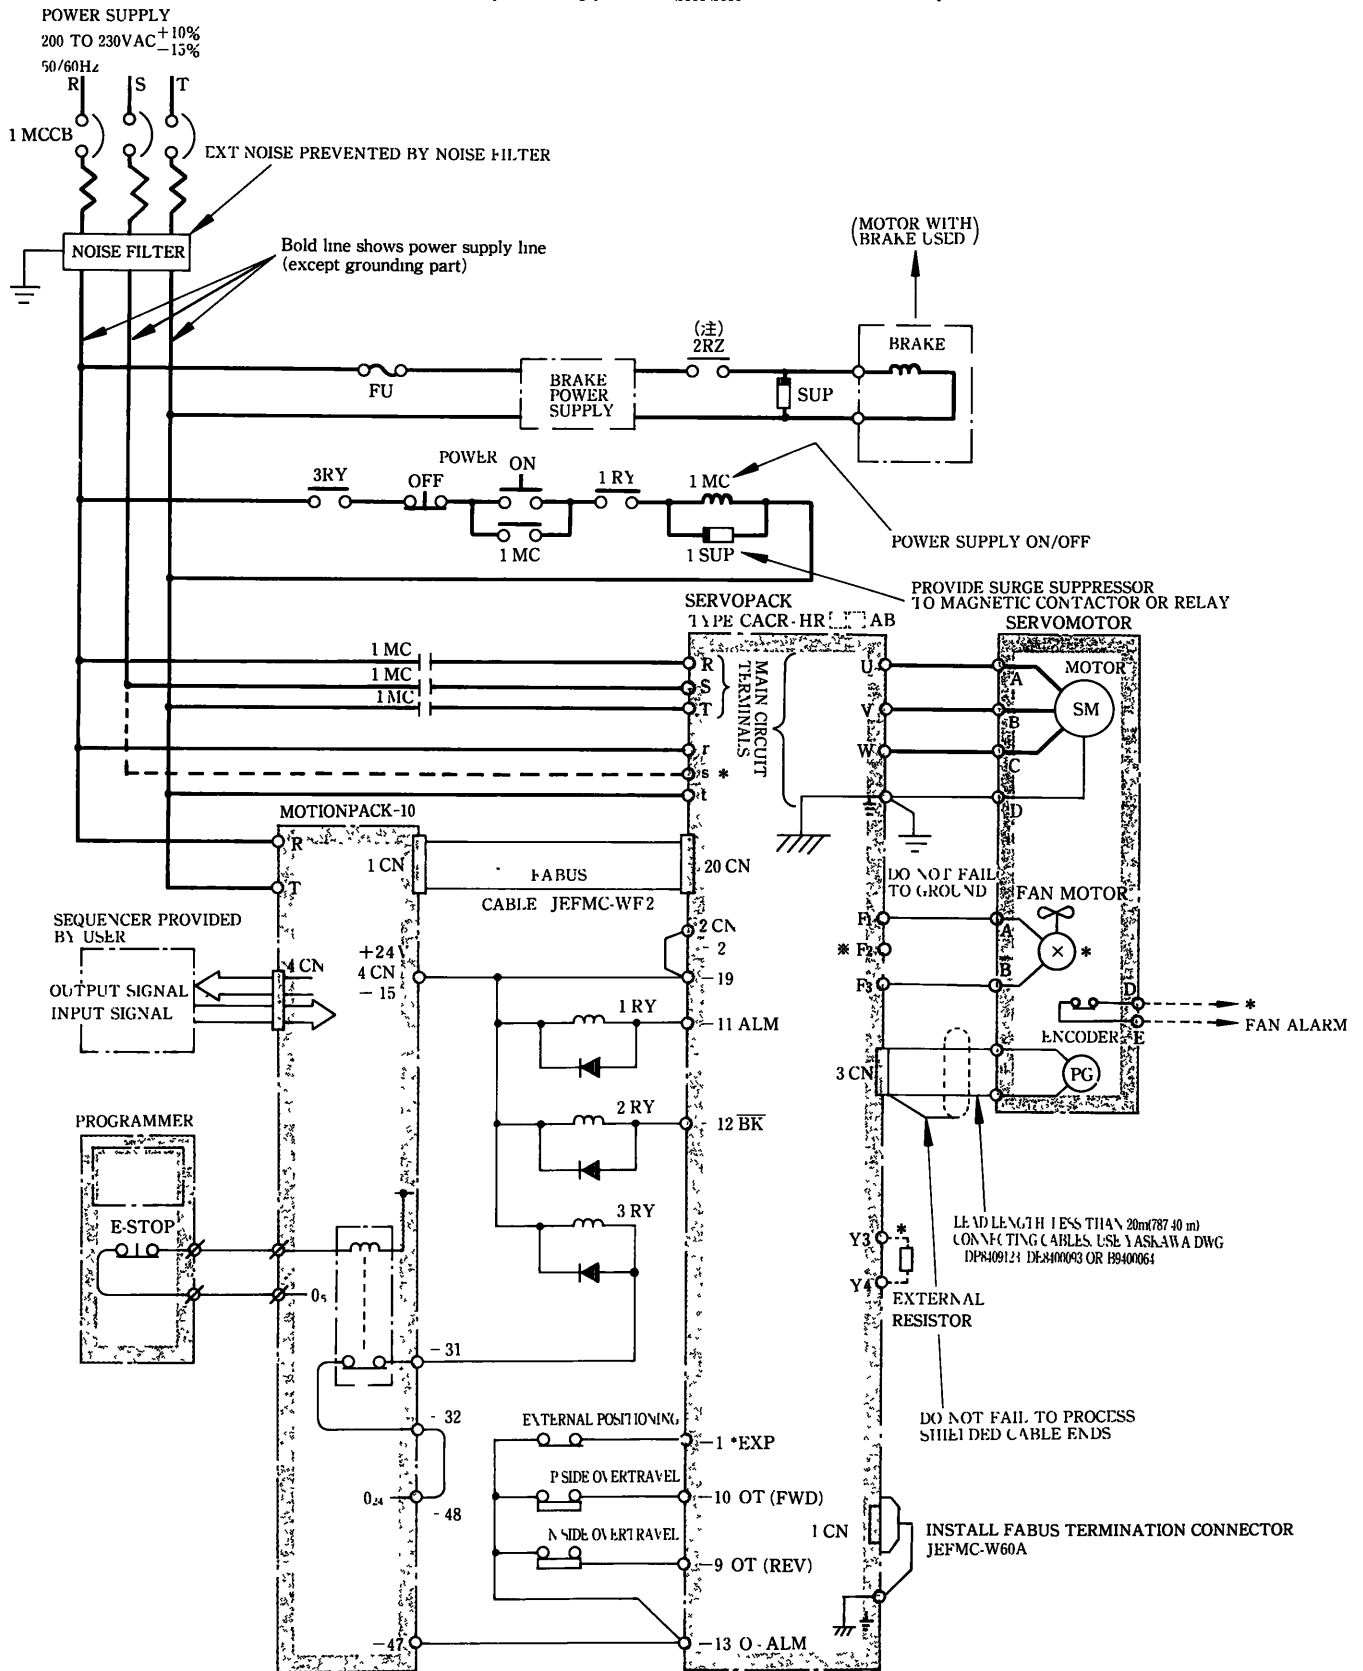 POWER SUPPLY
200 TO 230VAC +10%
−15%
50/60Hz
R S T
1 MCCB
EXT NOISE PREVENTED BY NOISE FILTER
NOISE FILTER
Bold line shows power supply line
(except grounding part)
(MOTOR WITH)
(BRAKE USED)
(注)
2RZ
BRAKE
FU
BRAKE
POWER
SUPPLY
SUP
POWER
3RY
OFF
ON
1 RY
1 MC
1 MC
1 SUP
POWER SUPPLY ON/OFF
PROVIDE SURGE SUPPRESSOR
TO MAGNETIC CONTACTOR OR RELAY
SERVOPACK
TYPE CACR-HR AB
SERVOMOTOR
1 MC
1 MC
1 MC
R
S
T
r
s *
t
MAIN CIRCUIT
TERMINALS
U
V
W
A
B
C
D
MOTOR
SM
MOTIONPACK-10
R
T
1 CN
FABUS
CABLE JEFMC-WF2
20 CN
DO NOT FAIL
TO GROUND
FAN MOTOR
F1
※ F2
F3
A
B
*
D
E
*
FAN ALARM
SEQUENCER PROVIDED
BY USER
OUTPUT SIGNAL
INPUT SIGNAL
4 CN
+24V
4 CN
−15
2 CN
- 2
−19
1 RY
−11 ALM
2 RY
12 B̅K̅
3 RY
ENCODER
PG
3 CN
PROGRAMMER
E-STOP
0₅
−31
- 32
0₂₄
- 48
−47
LEAD LENGTH LESS THAN 20m(787 40 in)
CONNECTING CABLES, USE YASKAWA DWG
DP8409123 DE8400093 OR B9400064
Y3
Y4
*
EXTERNAL
RESISTOR
DO NOT FAIL TO PROCESS
SHIELDED CABLE ENDS
EXTERNAL POSITIONING
−1 *EXP
P SIDE OVERTRAVEL
−10 OT (FWD)
N SIDE OVERTRAVEL
−9 OT (REV)
1 CN
INSTALL FABUS TERMINATION CONNECTOR
JEFMC-W60A
−13 O-ALM